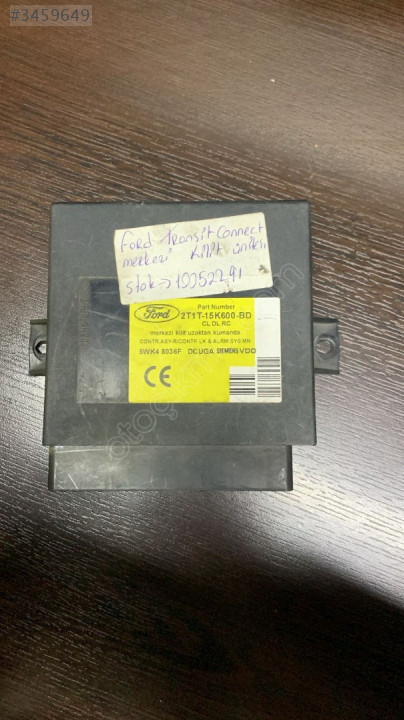 #3459649
Ford Transit Connect
merkezi kilit ünitesi
stok->10052291
Ford
Part Number
2T1T-15K600-BD
CL DL RC
merkezi kilit uzaktan kumanda
CONTR.ASY-R/CONTR LK & ALRM SYS MN
5WK4 8036F DCUGA SIEMENS VDO
CE